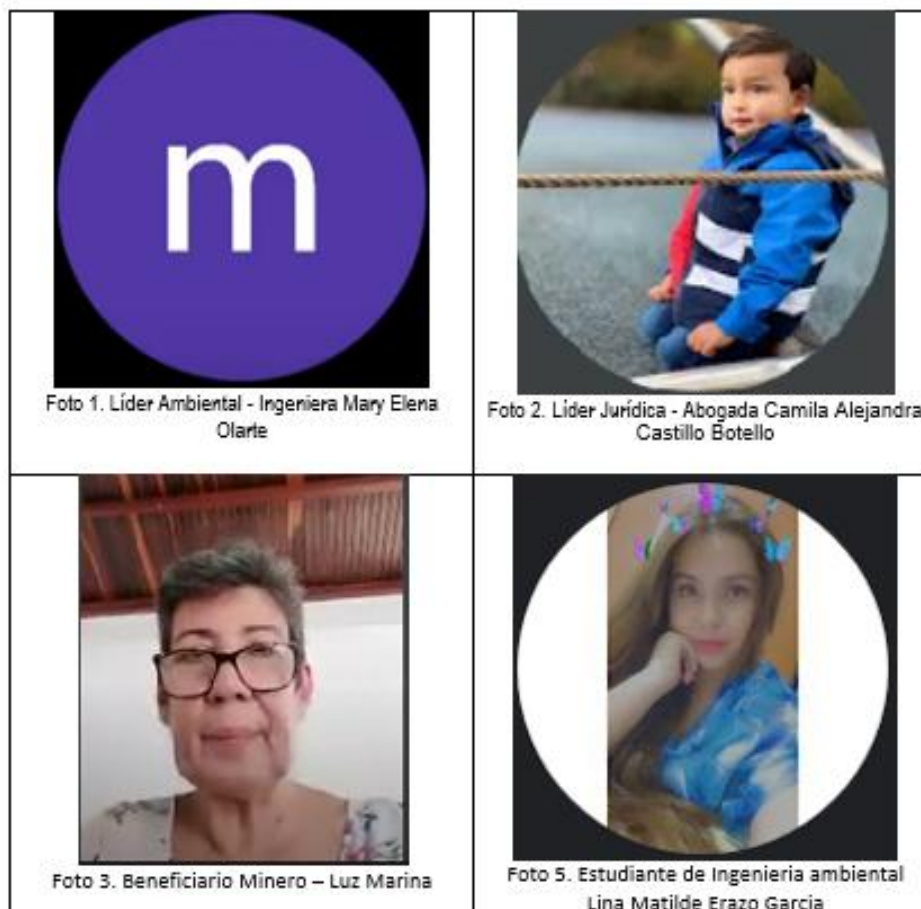 m
Foto 1. Líder Ambiental - Ingeniera Mary Elena
Olarte
Foto 2. Líder Jurídica - Abogada Camila Alejandra
Castillo Botello
Foto 3. Beneficiario Minero – Luz Marina
Foto 5. Estudiante de Ingenieria ambiental
Lina Matilde Erazo Garcia